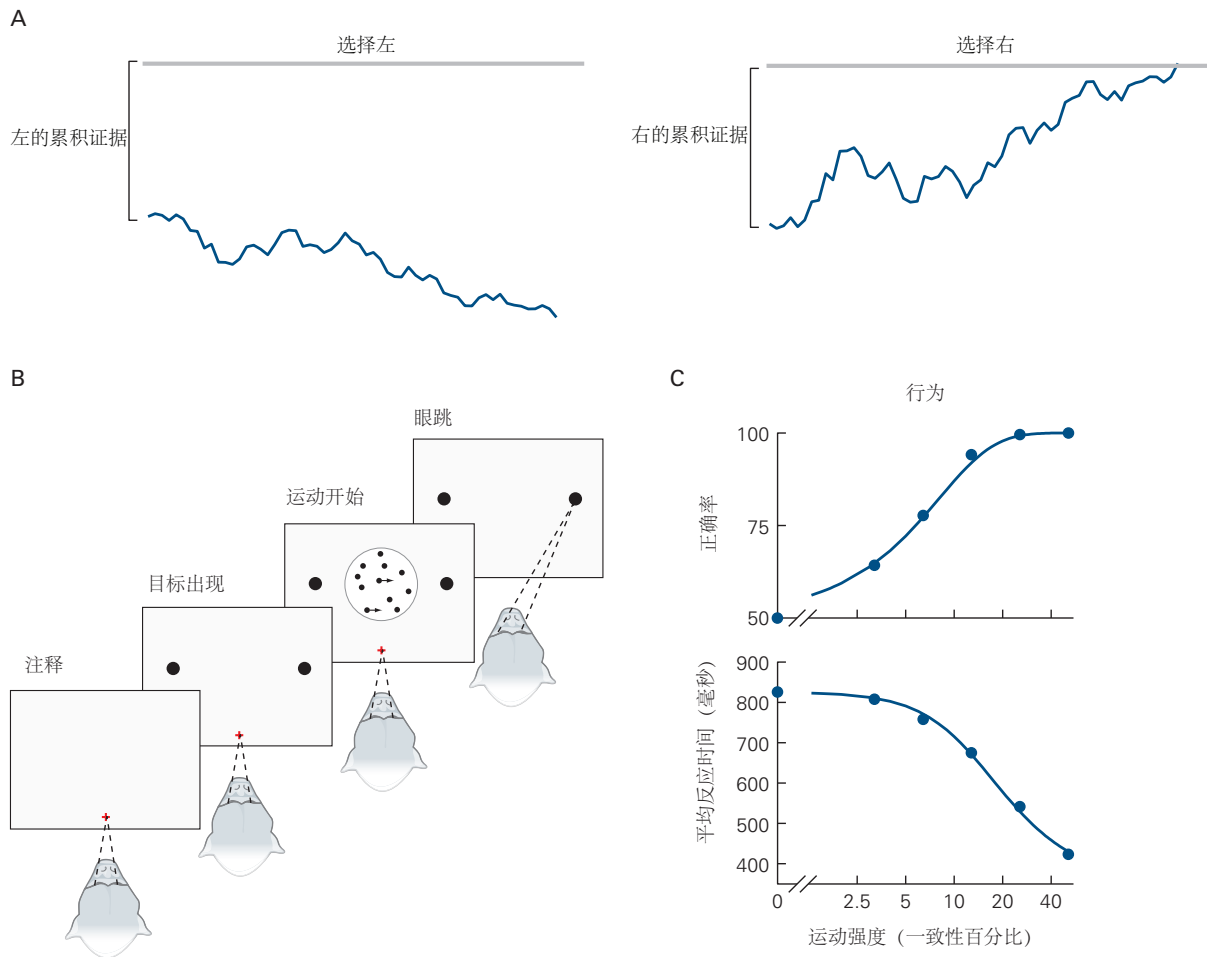 A
选择左
选择右
左的累积证据
右的累积证据
B
眼跳
运动开始
目标出现
注释
C
行为
100
75
50
正确率
900
800
700
600
500
400
平均反应时间（毫秒）
0 2.5 5 10 20 40
运动强度（一致性百分比）